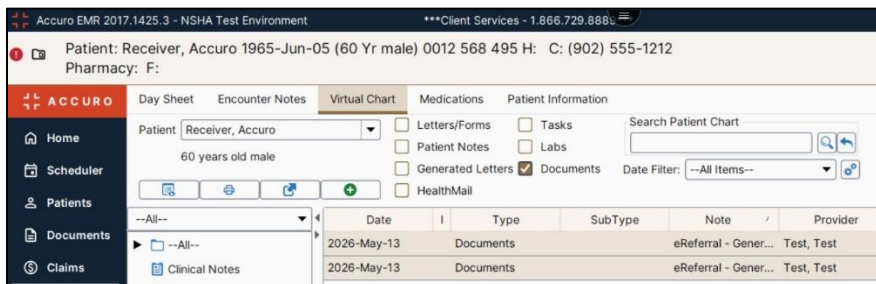 Accuro EMR 2017.1425.3 - NSHA Test Environment ***Client Services - 1.866.729.8889
Patient: Receiver, Accuro 1965-Jun-05 (60 Yr male) 0012 568 495 H: C: (902) 555-1212
Pharmacy: F:
ACCURO
Day Sheet Encounter Notes Virtual Chart Medications Patient Information
Home
Scheduler
Patients
Documents
Claims
Patient Receiver, Accuro
60 years old male
Letters/Forms Tasks
Patient Notes Labs
Generated Letters Documents
HealthMail
Search Patient Chart
Date Filter: --All Items--
--All--
--All--
Clinical Notes
Date I Type SubType Note Provider
2026-May-13 Documents eReferral - Gener... Test, Test
2026-May-13 Documents eReferral - Gener... Test, Test